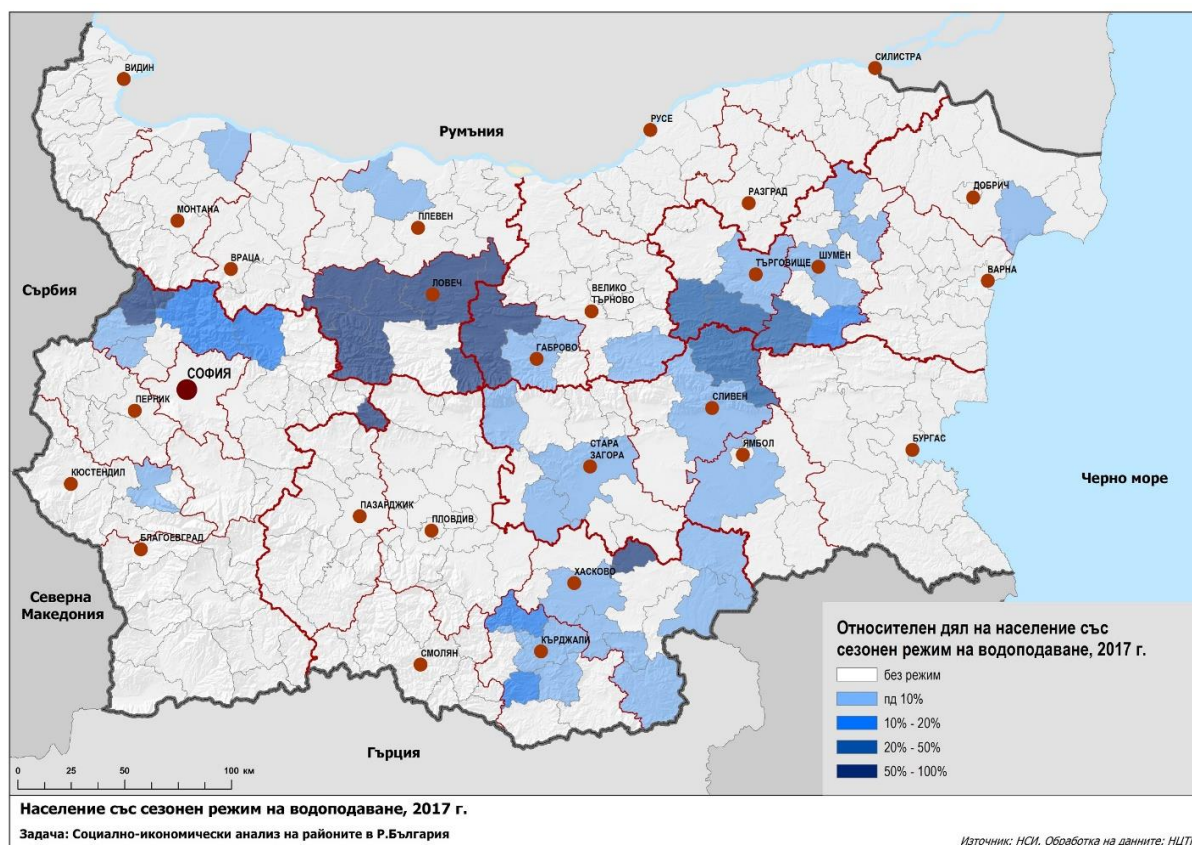 ВИДИН
СИЛИСТРА
РУСЕ
Румъния
РАЗГРАД
ДОБРИЧ
МОНТАНА
ПЛЕВЕН
ВРАЦА
ТЪРГОВИЩЕ
ШУМЕН
ВАРНА
Сърбия
ЛОВЕЧ
ВЕЛИКО
ТЪРНОВО
ГАБРОВО
СОФИЯ
ПЕРНИК
СЛИВЕН
СТАРА
ЗАГОРА
ЯМБОЛ
БУРГАС
КЮСТЕНДИЛ
Черно море
ПАЗАРДЖИК
ПЛОВДИВ
БЛАГОЕВГРАД
ХАСКОВО
Северна
Македония
КЪРДЖАЛИ
СМОЛЯН
Гърция
Относителен дял на население със
сезонен режим на водоподаване, 2017 г.
без режим
пд 10%
10% - 20%
20% - 50%
50% - 100%
0 25 50 100 км
Население със сезонен режим на водоподаване, 2017 г.
Задача: Социално-икономически анализ на районите в Р.България
Източник: НСИ. Обработка на данните: НЦТР